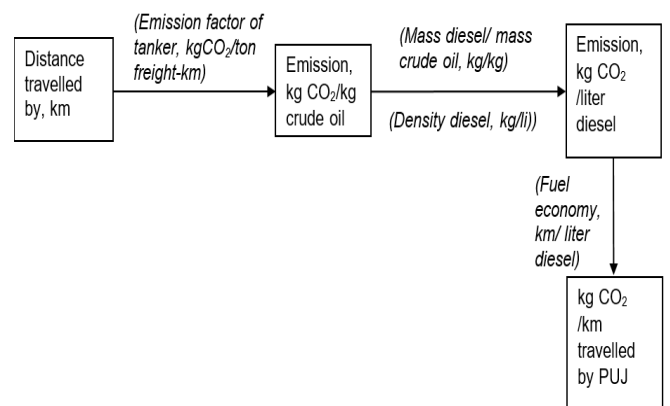 Distance
travelled
by, km
(Emission factor of
tanker, kgCO₂/ton
freight-km)
Emission,
kg CO₂/kg
crude oil
(Mass diesel/ mass
crude oil, kg/kg)
(Density diesel, kg/li))
Emission,
kg CO₂
/liter
diesel
(Fuel
economy,
km/ liter
diesel)
kg CO₂
/km
travelled
by PUJ